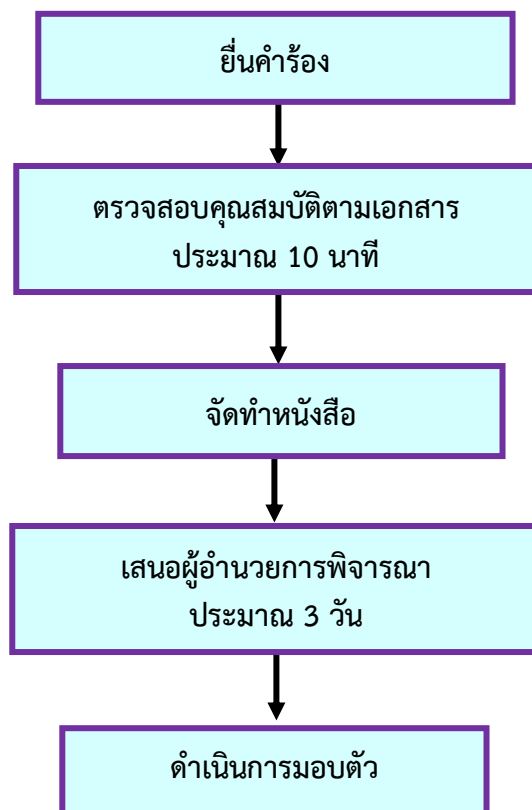 ยื่นคำร้อง
ตรวจสอบคุณสมบัติตามเอกสาร
ประมาณ 10 นาที
จัดทำหนังสือ
เสนอผู้อำนวยการพิจารณา
ประมาณ 3 วัน
ดำเนินการมอบตัว